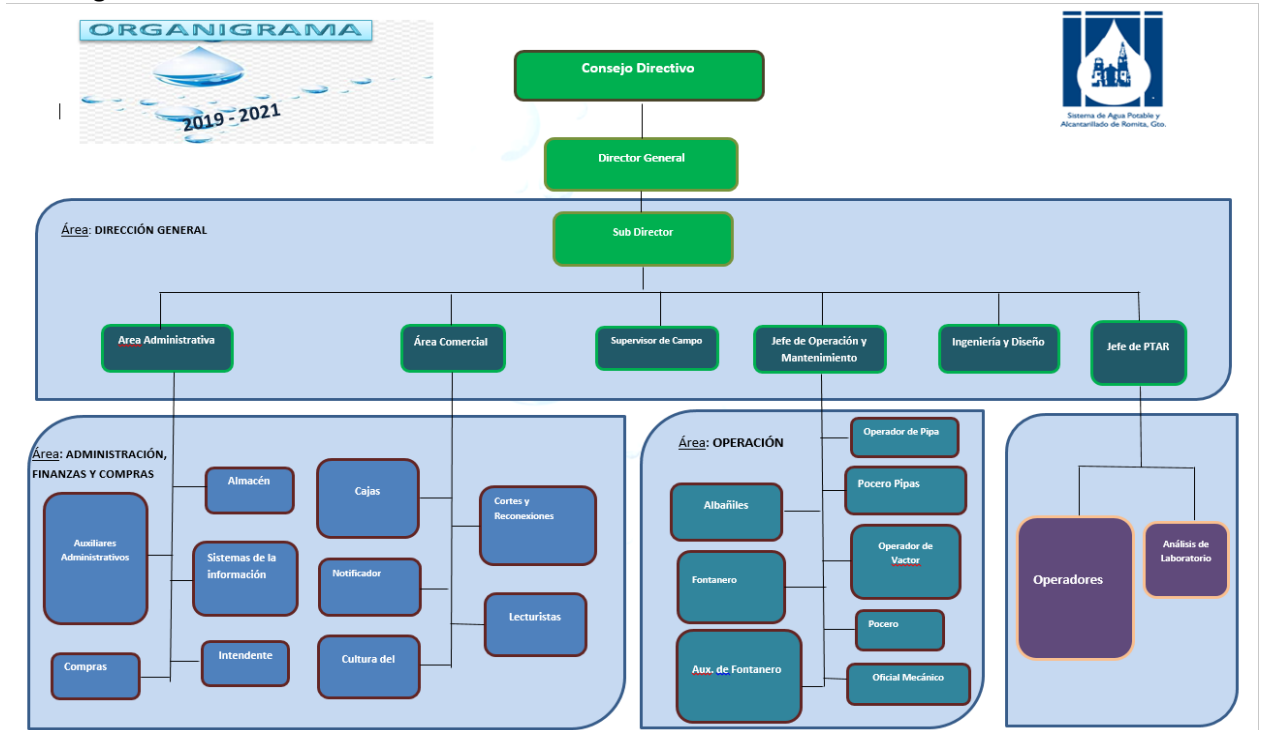 ORGANIGRAMA
2019 - 2021
Consejo Directivo
Sistema de Agua Potable y
Alcantarillado de Romita, Gto.
Director General
Área: DIRECCIÓN GENERAL
Sub Director
Area Administrativa
Área Comercial
Supervisor de Campo
Jefe de Operación y
Mantenimiento
Ingeniería y Diseño
Jefe de PTAR
Área: ADMINISTRACIÓN,
FINANZAS Y COMPRAS
Auxiliares
Administrativos
Compras
Almacén
Sistemas de la
información
Intendente
Cajas
Notificador
Cultura del
Cortes y
Reconexiones
Lecturistas
Área: OPERACIÓN
Albañiles
Fontanero
Aux. de Fontanero
Operador de Pipa
Pocero Pipas
Operador de
Vactor
Pocero
Oficial Mecánico
Operadores
Análisis de
Laboratorio